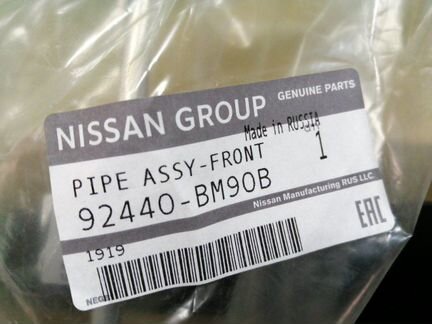 GENUINE PARTS
NISSAN GROUP
Made in RUSSIA
PIPE ASSY-FRONT 1
92440-BM90B
Nissan Manufacturing RUS LLC.
1919
EAC